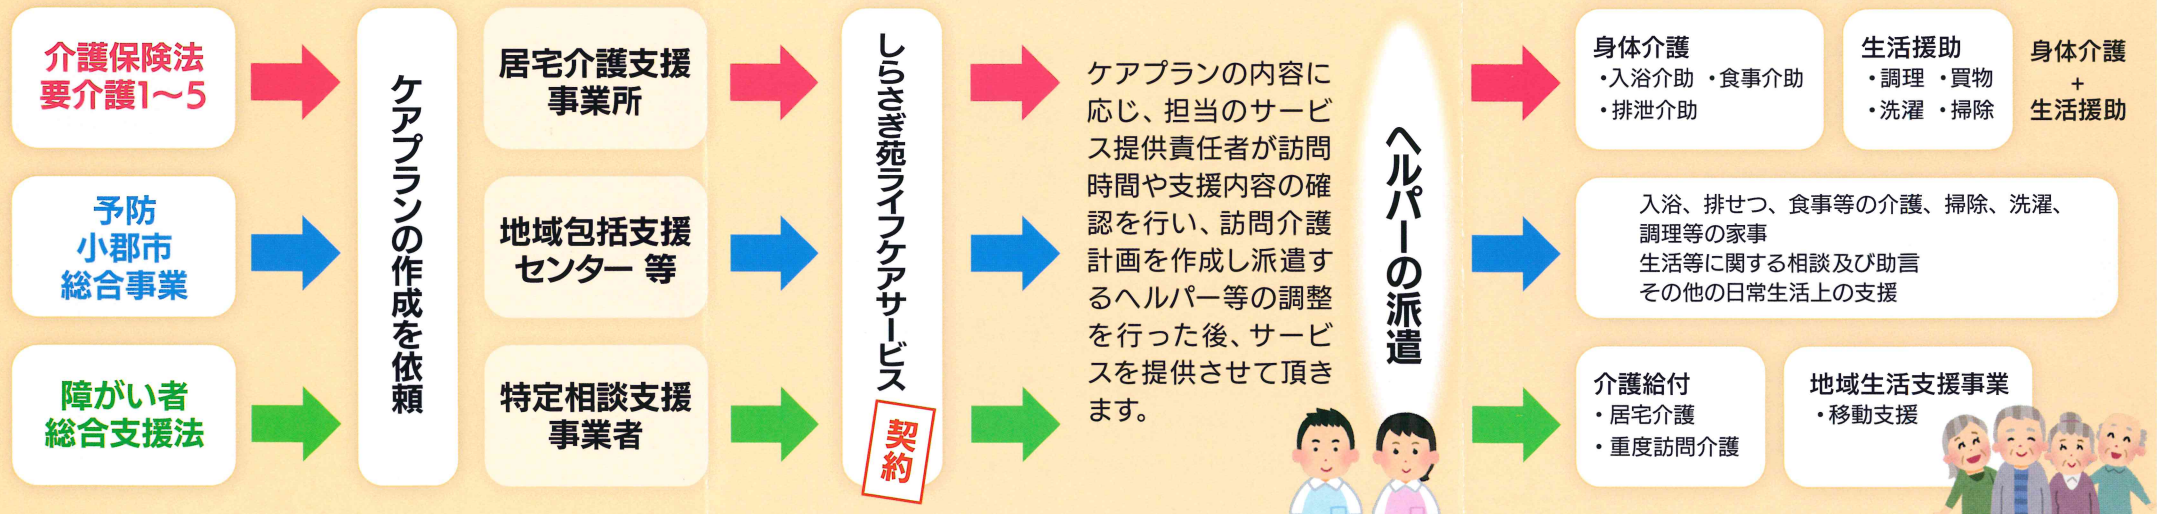 介護保険法
要介護1～5
予防
小郡市
総合事業
障がい者
総合支援法
ケアプランの作成を依頼
居宅介護支援
事業所
地域包括支援
センター 等
特定相談支援
事業者
しらさぎ苑ライフケアサービス
契約
ケアプランの内容に
応じ、担当のサービ
ス提供責任者が訪問
時間や支援内容の確
認を行い、訪問介護
計画を作成し派遣す
るヘルパー等の調整
を行った後、サービ
スを提供させて頂き
ます。
ヘルパーの派遣
身体介護
・入浴介助 ・食事介助
・排泄介助
生活援助
・調理 ・買物
・洗濯 ・掃除
身体介護
+
生活援助
入浴、排せつ、食事等の介護、掃除、洗濯、
調理等の家事
生活等に関する相談及び助言
その他の日常生活上の支援
介護給付
・居宅介護
・重度訪問介護
地域生活支援事業
・移動支援